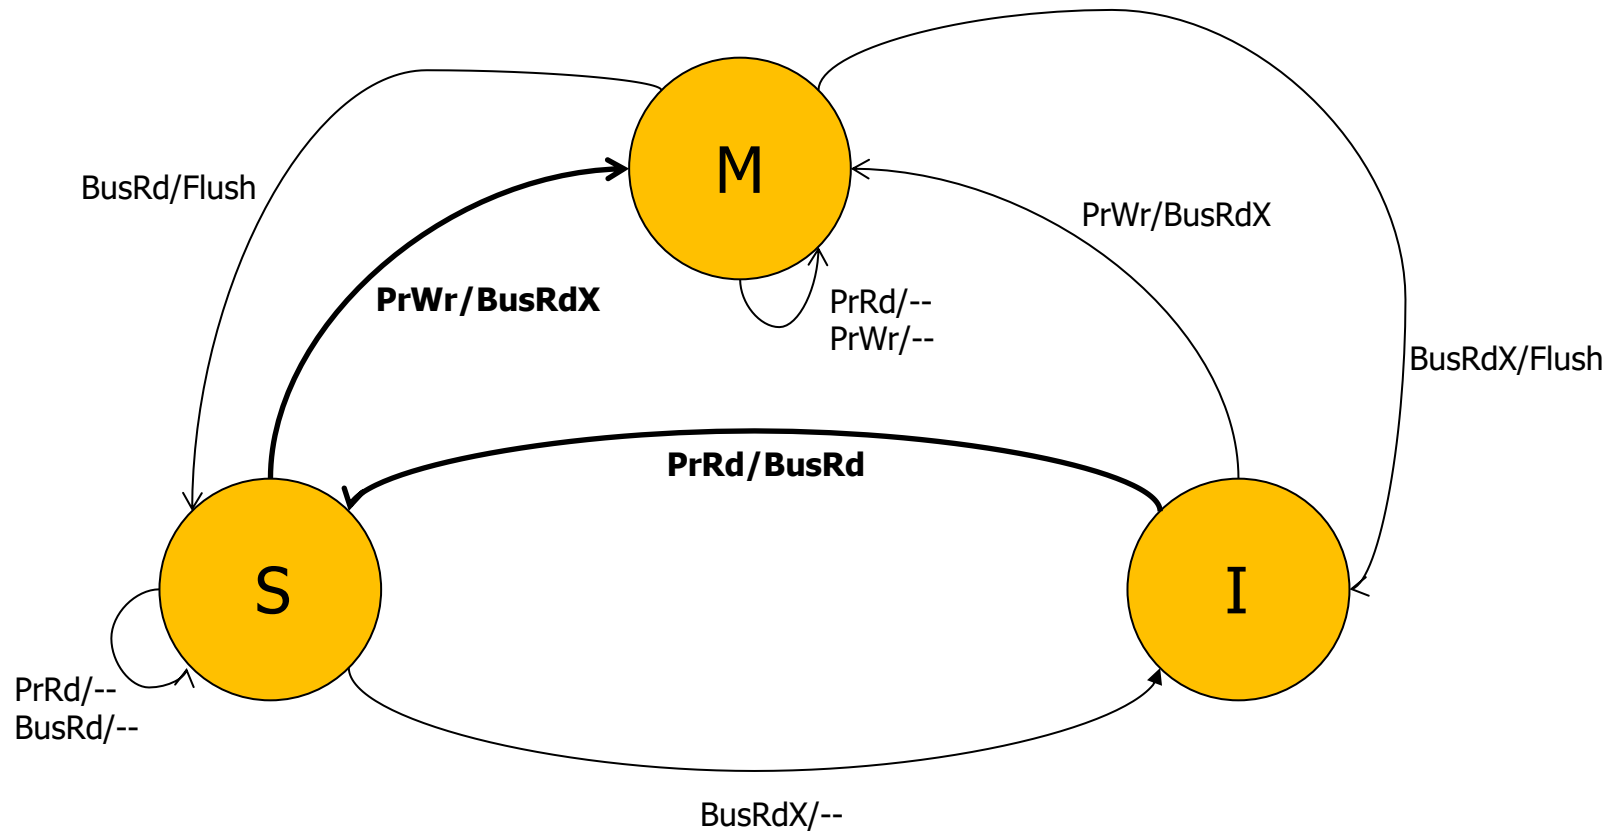 M
BusRd/Flush
PrWr/BusRdX
PrWr/BusRdX
PrRd/--
PrWr/--
BusRdX/Flush
PrRd/BusRd
S
I
PrRd/--
BusRd/--
BusRdX/--